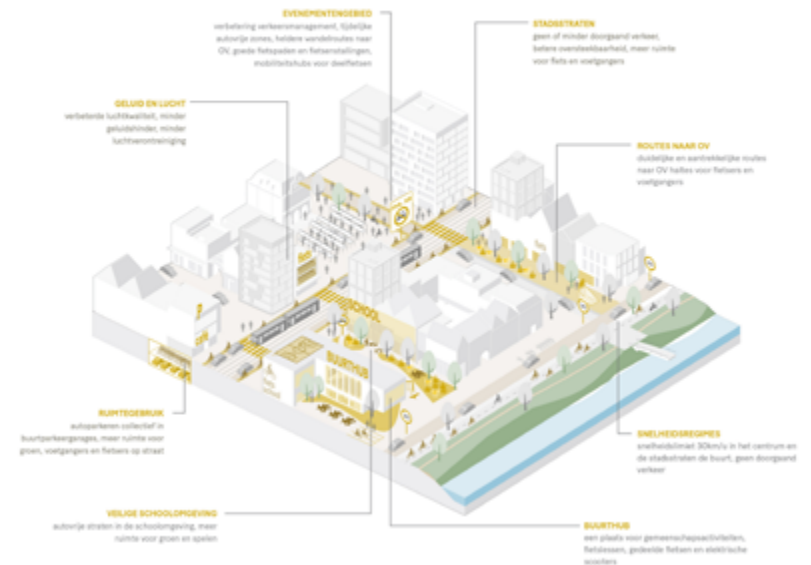 EVENEMENTENGEBIED
verbetering verkeersmanagement, tijdelijke
autovrije zones, heldere wandelroutes naar
OV, goede fietspaden en fietsenstallingen,
mobiliteitshubs voor deelfietsen
STADSSTRATEN
geen of minder doorgaand verkeer,
betere oversteekbaarheid, meer ruimte
voor fiets en voetgangers
GELUID EN LUCHT
verbeterde luchtkwaliteit, minder
geluidshinder, minder
luchtverontreiniging
ROUTES NAAR OV
duidelijke en aantrekkelijke routes
naar OV haltes voor fietsers en
voetgangers
SCHOOL
BUURTHUB
RUIMTEGEBRUIK
autoparkeren collectief in
buurtparkeergarages, meer ruimte voor
groen, voetgangers en fietsers op straat
SNELHEIDSREGIMES
snelheidslimiet 30km/u in het centrum en
de stadsstraten de buurt, geen doorgaand
verkeer
VEILIGE SCHOOLOMGEVING
autovrije straten in de schoolomgeving, meer
ruimte voor groen en spelen
BUURTHUB
een plaats voor gemeenschapsactiviteiten,
fietslessen, gedeelde fietsen en elektrische
scooters